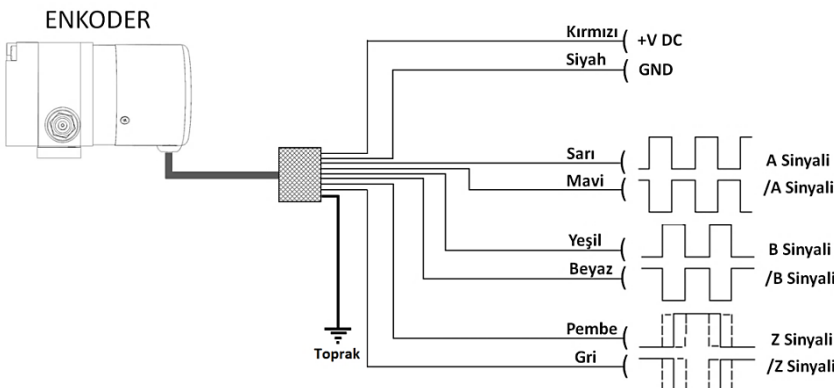 ENKODER
Kırmızı +V DC
Siyah GND
Sarı A Sinyali
Mavi /A Sinyali
Yeşil B Sinyali
Beyaz /B Sinyali
Toprak
Pembe Z Sinyali
Gri /Z Sinyali